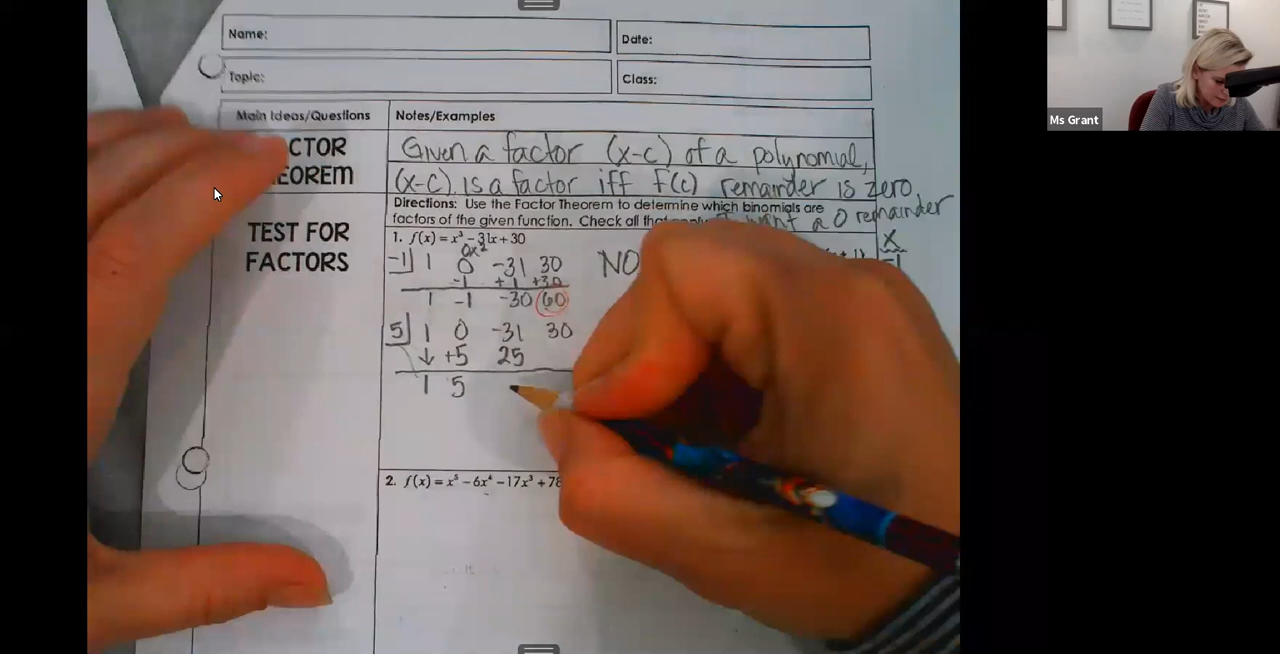 Name:
Date:
Topic:
Class:
Main Ideas/Questions
Notes/Examples
CTOR
EOREM
Given a factor (x-c) of a polynomial,
(x-c) is a factor iff f(c) remainder is zero
Directions: Use the Factor Theorem to determine which binomials are
factors of the given function. Check all
want a 0 remainder
TEST FOR
FACTORS
1. f(x) = x³ - 31x + 30
0x²
x
-1
-1 1 0 -31 30 NO
-1 +1 +30
1 -1 -30 60
5 1 0 -31 30
↓ +5 25
1 5
2. f(x) = x⁵ - 6x⁴ - 17x³ + 78
Ms Grant